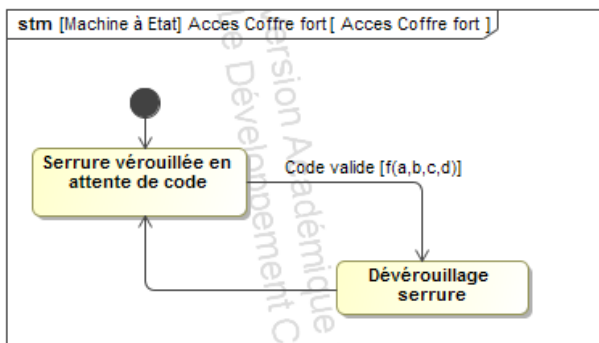 stm [Machine à Etat] Acces Coffre fort[ Acces Coffre fort ]
Serrure vérouillée en
attente de code
Code valide [f(a,b,c,d)]
Dévérouillage
serrure
ersion Académique
Développement C